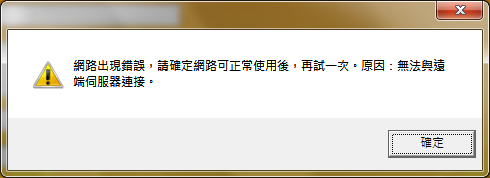 網路出現錯誤，請確定網路可正常使用後，再試一次。原因：無法與遠
端伺服器連接。
確定